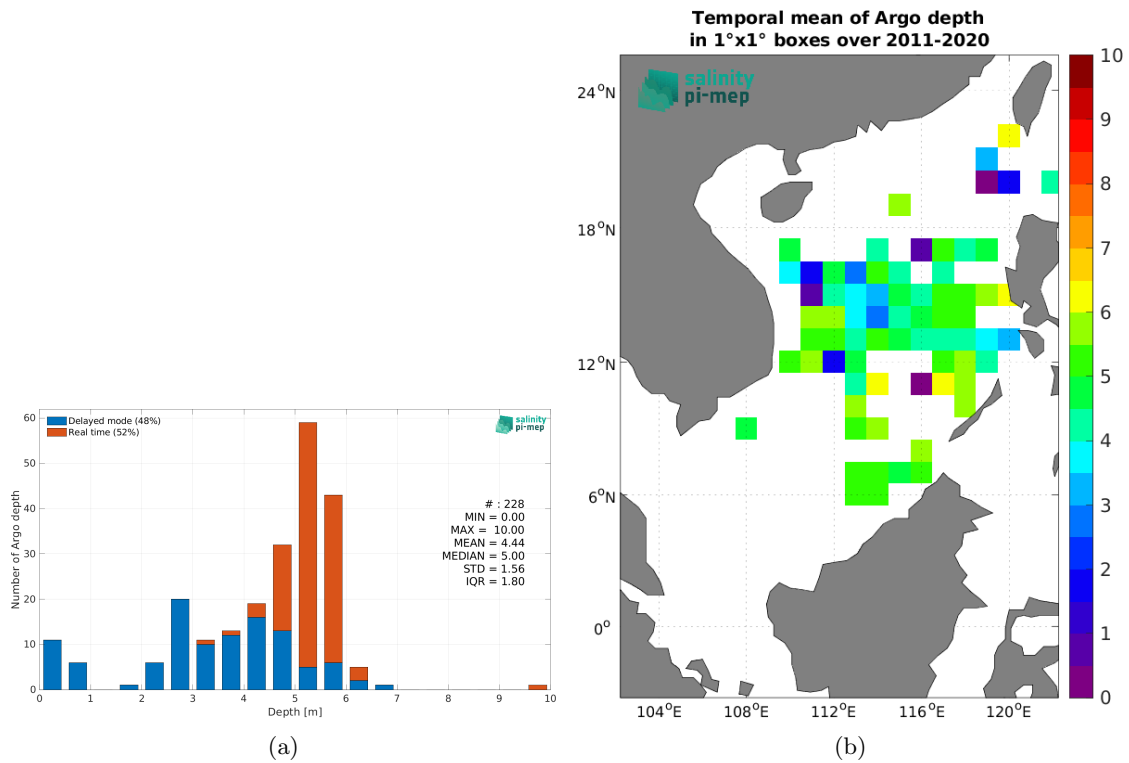 Delayed mode (48%)
Real time (52%)
salinity
pi-mep
# : 228
MIN = 0.00
MAX = 10.00
MEAN = 4.44
MEDIAN = 5.00
STD = 1.56
IQR = 1.80
Number of Argo depth
60
50
40
30
20
10
0
0 1 2 3 4 5 6 7 8 9 10
Depth [m]
(a)
Temporal mean of Argo depth
in 1°x1° boxes over 2011-2020
salinity
pi-mep
24°N
18°N
12°N
6°N
0°
104°E 108°E 112°E 116°E 120°E
10
9
8
7
6
5
4
3
2
1
0
(b)